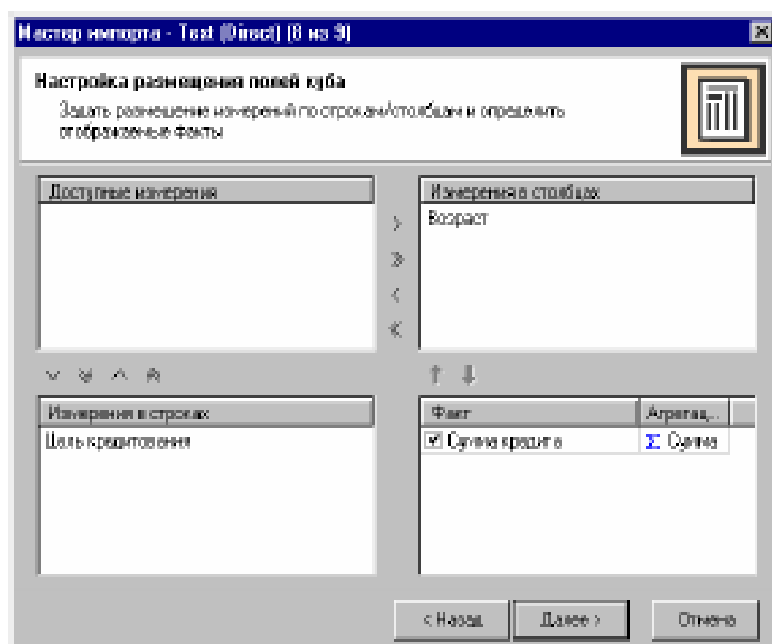 Мастер импорта - Text (Direct) (8 из 9)
Настройка размещения полей куба
Задать размещение измерений по строкам/столбцам и определить
отображаемые факты
Доступные измерения
Измерения в столбцах
Возраст
Измерения в строках
Цель кредитования
Факт Агрегац...
Сумма кредита Σ Сумма
< Назад Далее > Отмена